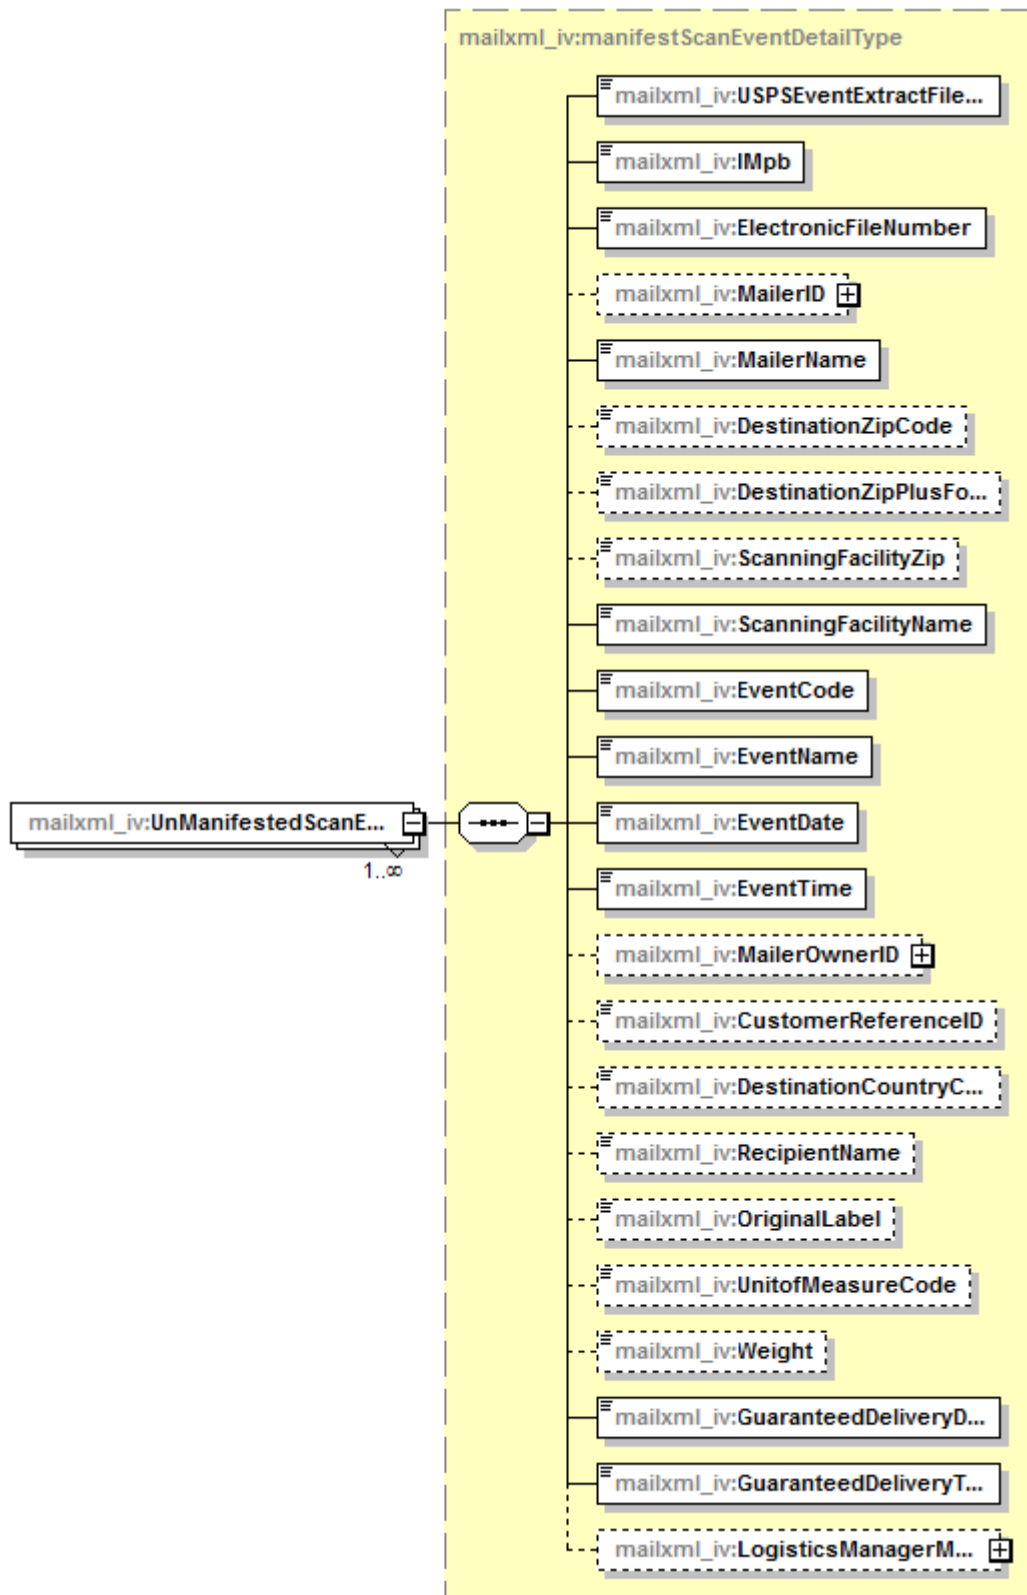 mailxml_iv:manifestScanEventDetailType
mailxml_iv:USPSEventExtractFile...
mailxml_iv:IMpb
mailxml_iv:ElectronicFileNumber
mailxml_iv:MailerID
mailxml_iv:MailerName
mailxml_iv:DestinationZipCode
mailxml_iv:DestinationZipPlusFo...
mailxml_iv:ScanningFacilityZip
mailxml_iv:ScanningFacilityName
mailxml_iv:EventCode
mailxml_iv:EventName
mailxml_iv:UnManifestedScanE...
1..∞
mailxml_iv:EventDate
mailxml_iv:EventTime
mailxml_iv:MailerOwnerID
mailxml_iv:CustomerReferenceID
mailxml_iv:DestinationCountryC...
mailxml_iv:RecipientName
mailxml_iv:OriginalLabel
mailxml_iv:UnitofMeasureCode
mailxml_iv:Weight
mailxml_iv:GuaranteedDeliveryD...
mailxml_iv:GuaranteedDeliveryT...
mailxml_iv:LogisticsManagerM...